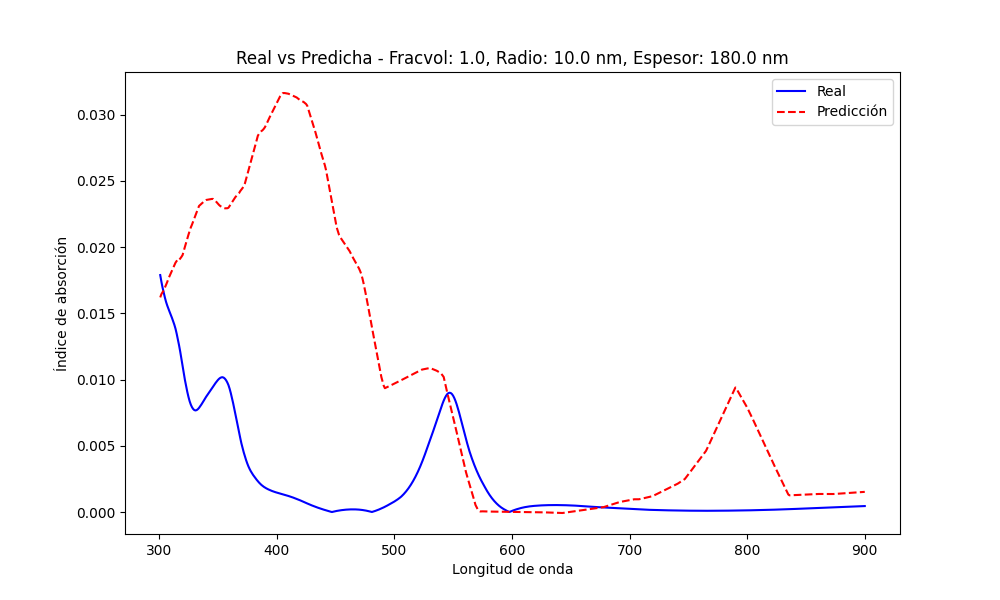 Real vs Predicha - Fracvol: 1.0, Radio: 10.0 nm, Espesor: 180.0 nm
Real
Predicción
Índice de absorción
0.030
0.025
0.020
0.015
0.010
0.005
0.000
300 400 500 600 700 800 900
Longitud de onda